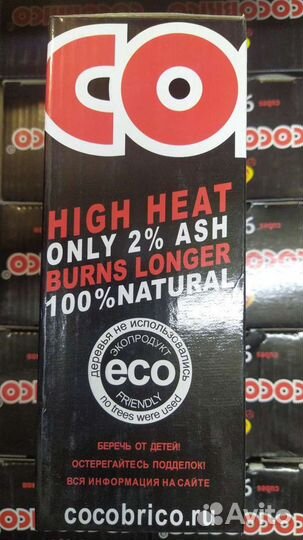 CO
HIGH HEAT
ONLY 2% ASH
BURNS LONGER
100%NATURAL
деревья не использовались
ЭКОПРОДУКТ
eco
FRIENDLY
no trees were used
БЕРЕЧЬ ОТ ДЕТЕЙ!
ОСТЕРЕГАЙТЕСЬ ПОДДЕЛОК!
ВСЯ ИНФОРМАЦИЯ НА САЙТЕ
cocobrico.ru
Avito